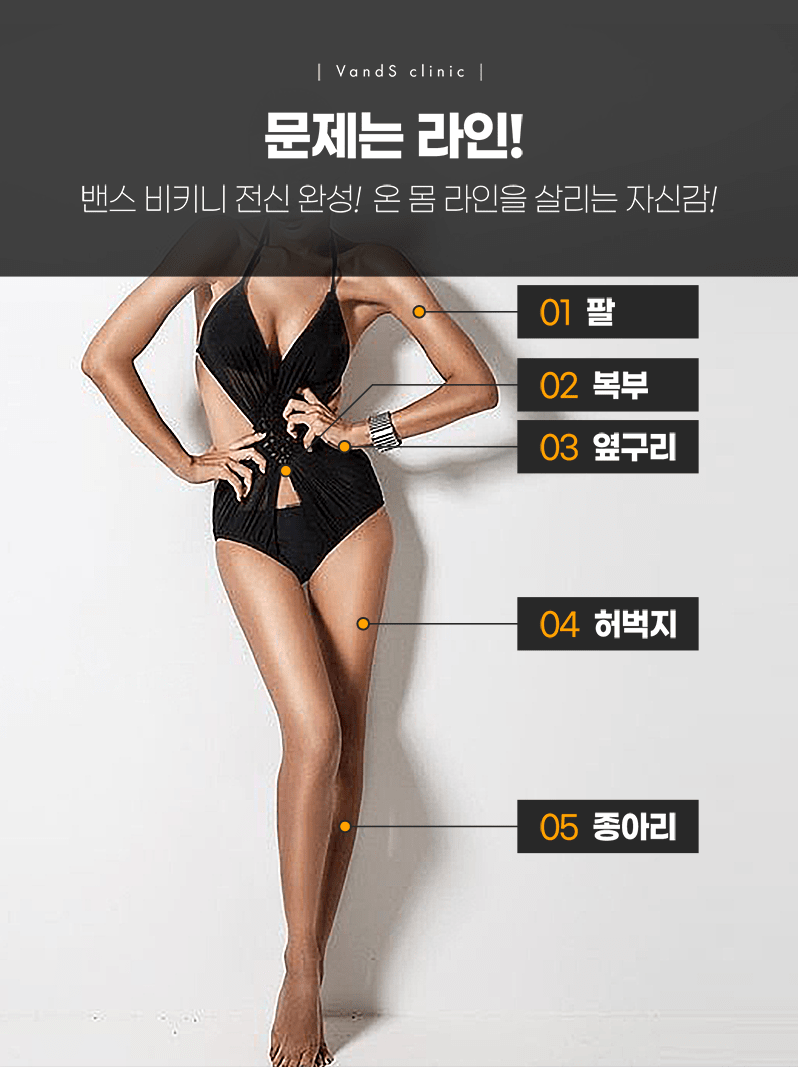 | VandS clinic |
문제는 라인!
밴스 비키니 전신 완성! 온 몸 라인을 살리는 자신감!
01 팔
02 복부
03 옆구리
04 허벅지
05 종아리